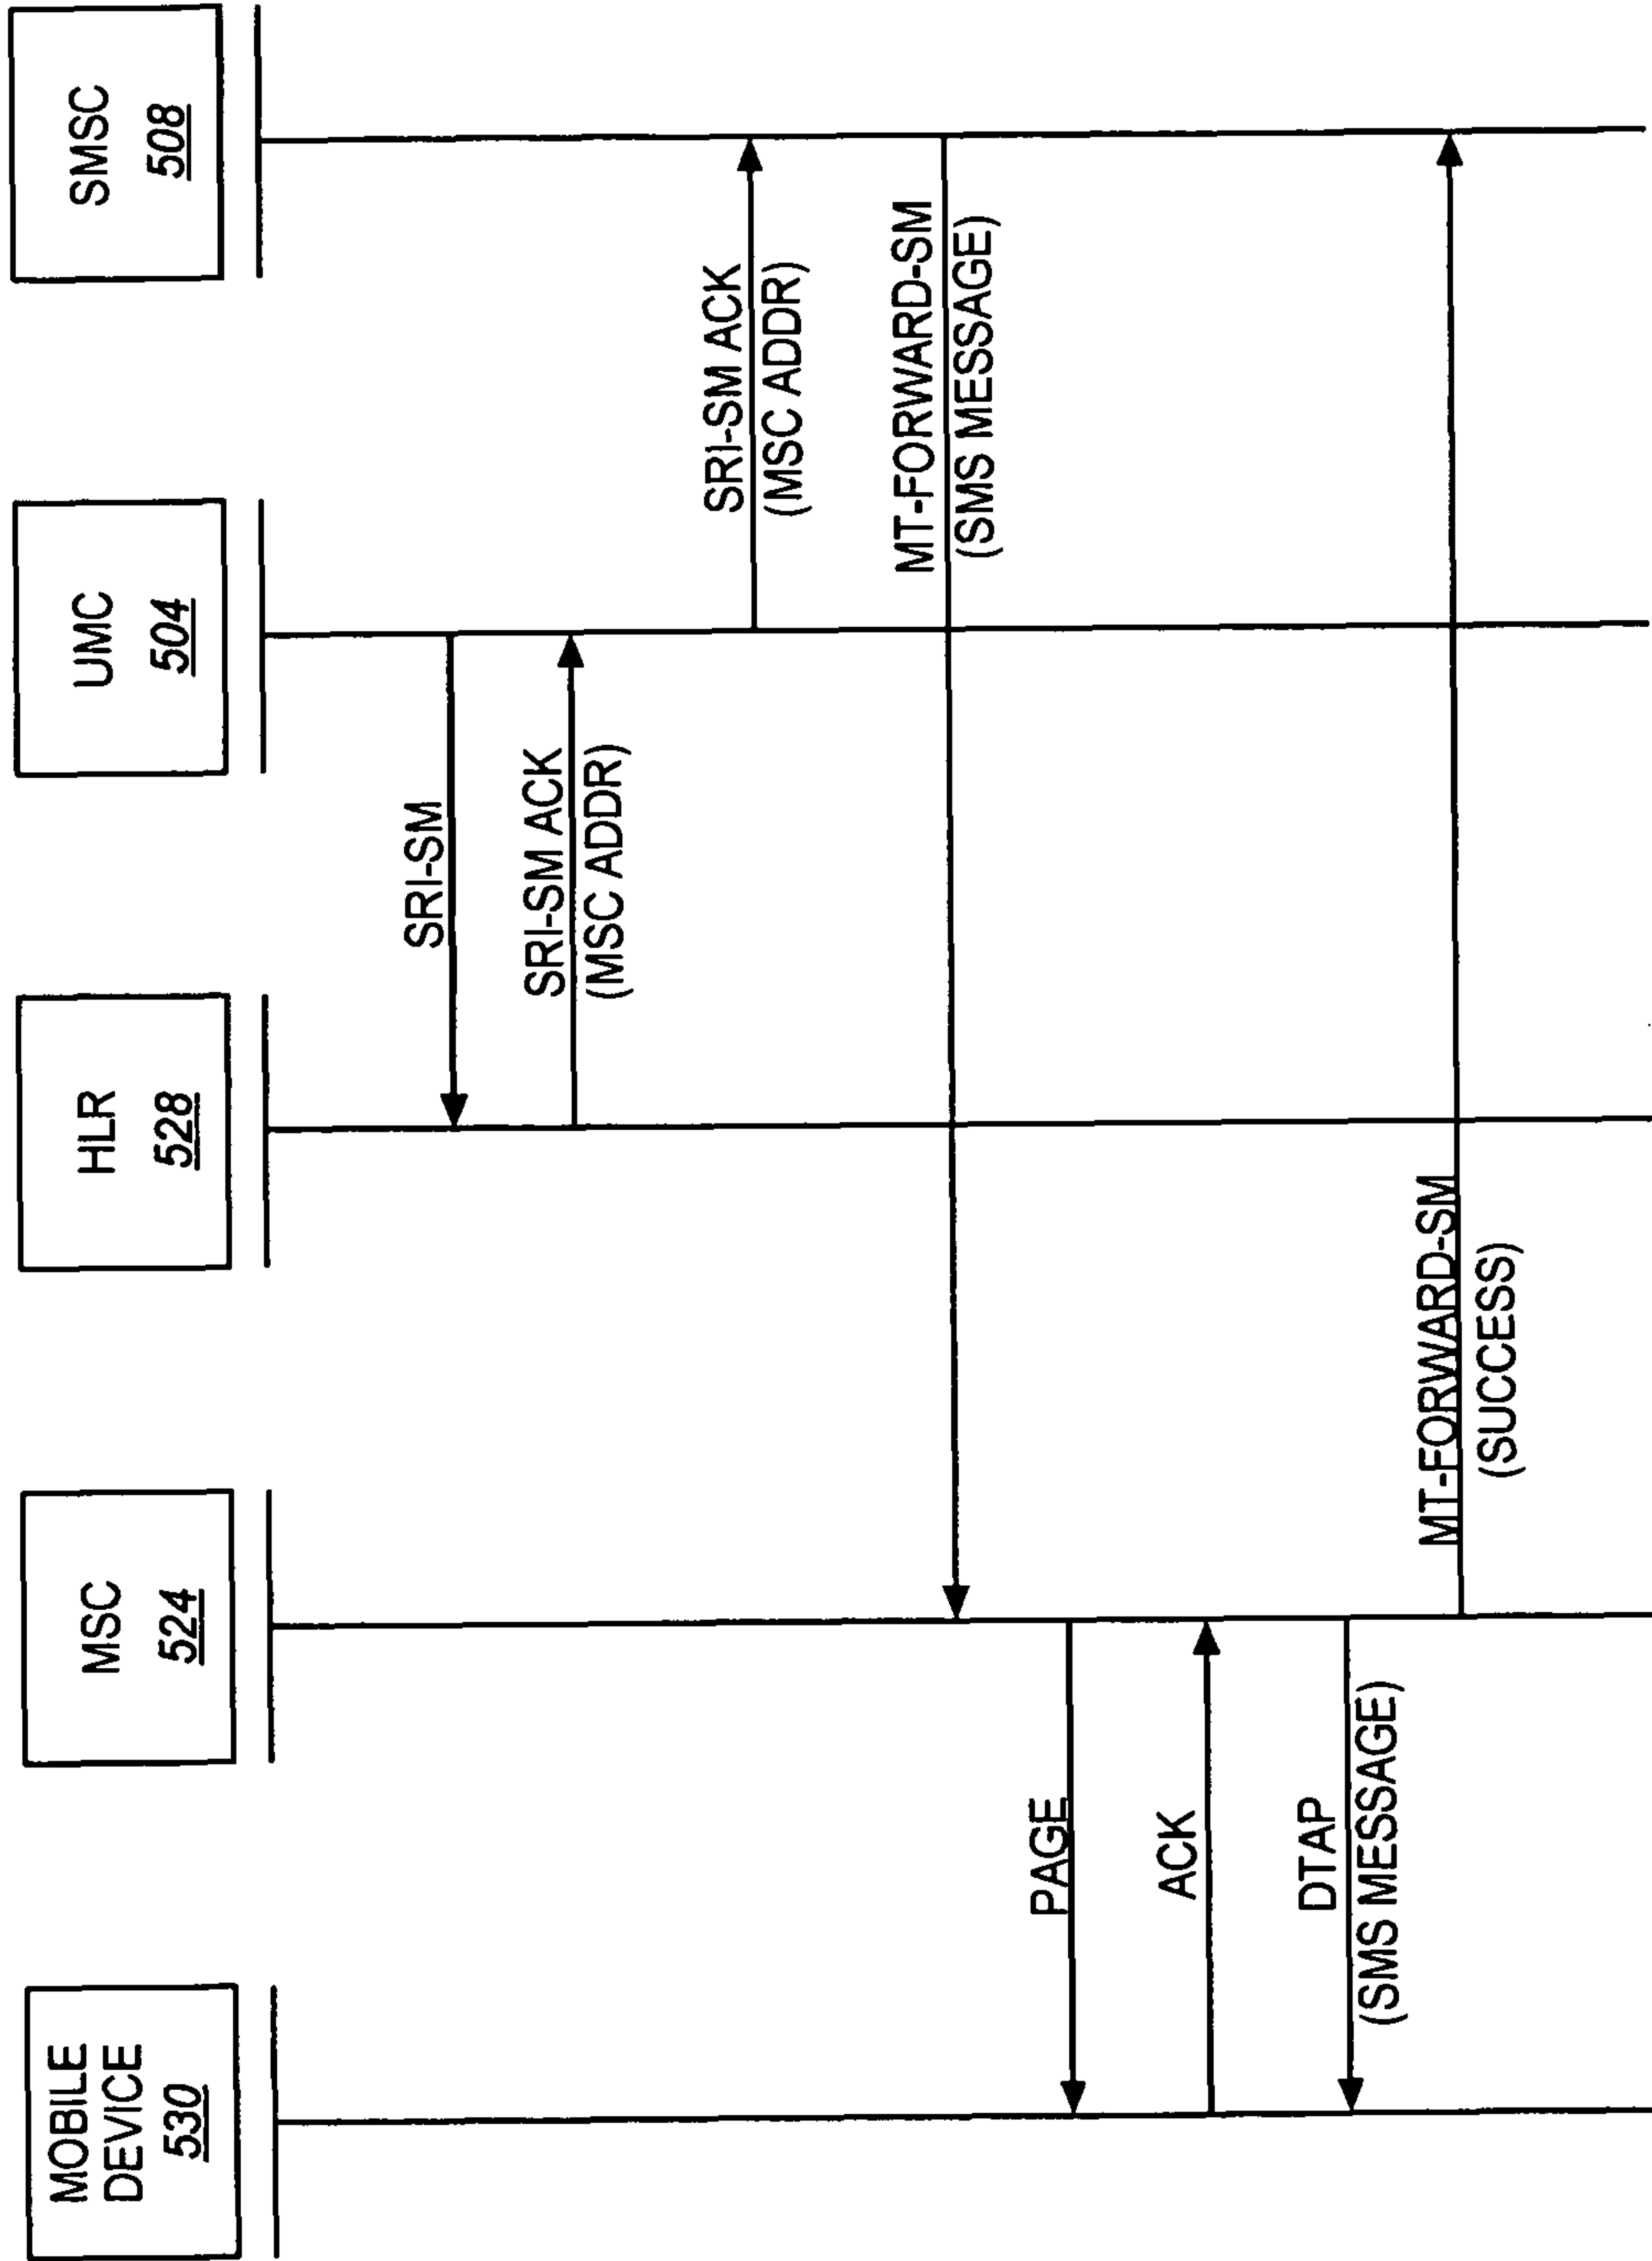 MOBILE
DEVICE
530
MSC
524
HLR
528
UMC
504
SMSC
508
SRI-SM
SRI-SM ACK
(MSC ADDR)
SRI-SM ACK
(MSC ADDR)
MT-FORWARD-SM
(SMS MESSAGE)
PAGE
ACK
DTAP
(SMS MESSAGE)
MT-FORWARD-SM
(SUCCESS)